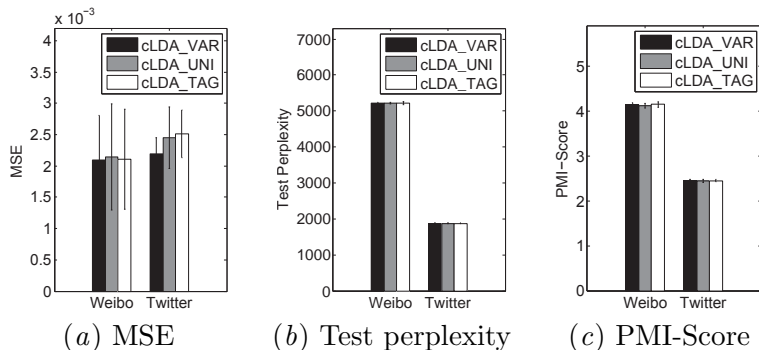 x 10⁻³
4
3.5
3
2.5
2
1.5
1
0.5
0
MSE
cLDA_VAR
cLDA_UNI
cLDA_TAG
Weibo Twitter
(a) MSE
7000
6000
5000
4000
3000
2000
1000
0
Test Perplexity
cLDA_VAR
cLDA_UNI
cLDA_TAG
Weibo Twitter
(b) Test perplexity
6
5
4
3
2
1
0
PMI−Score
cLDA_VAR
cLDA_UNI
cLDA_TAG
Weibo Twitter
(c) PMI-Score